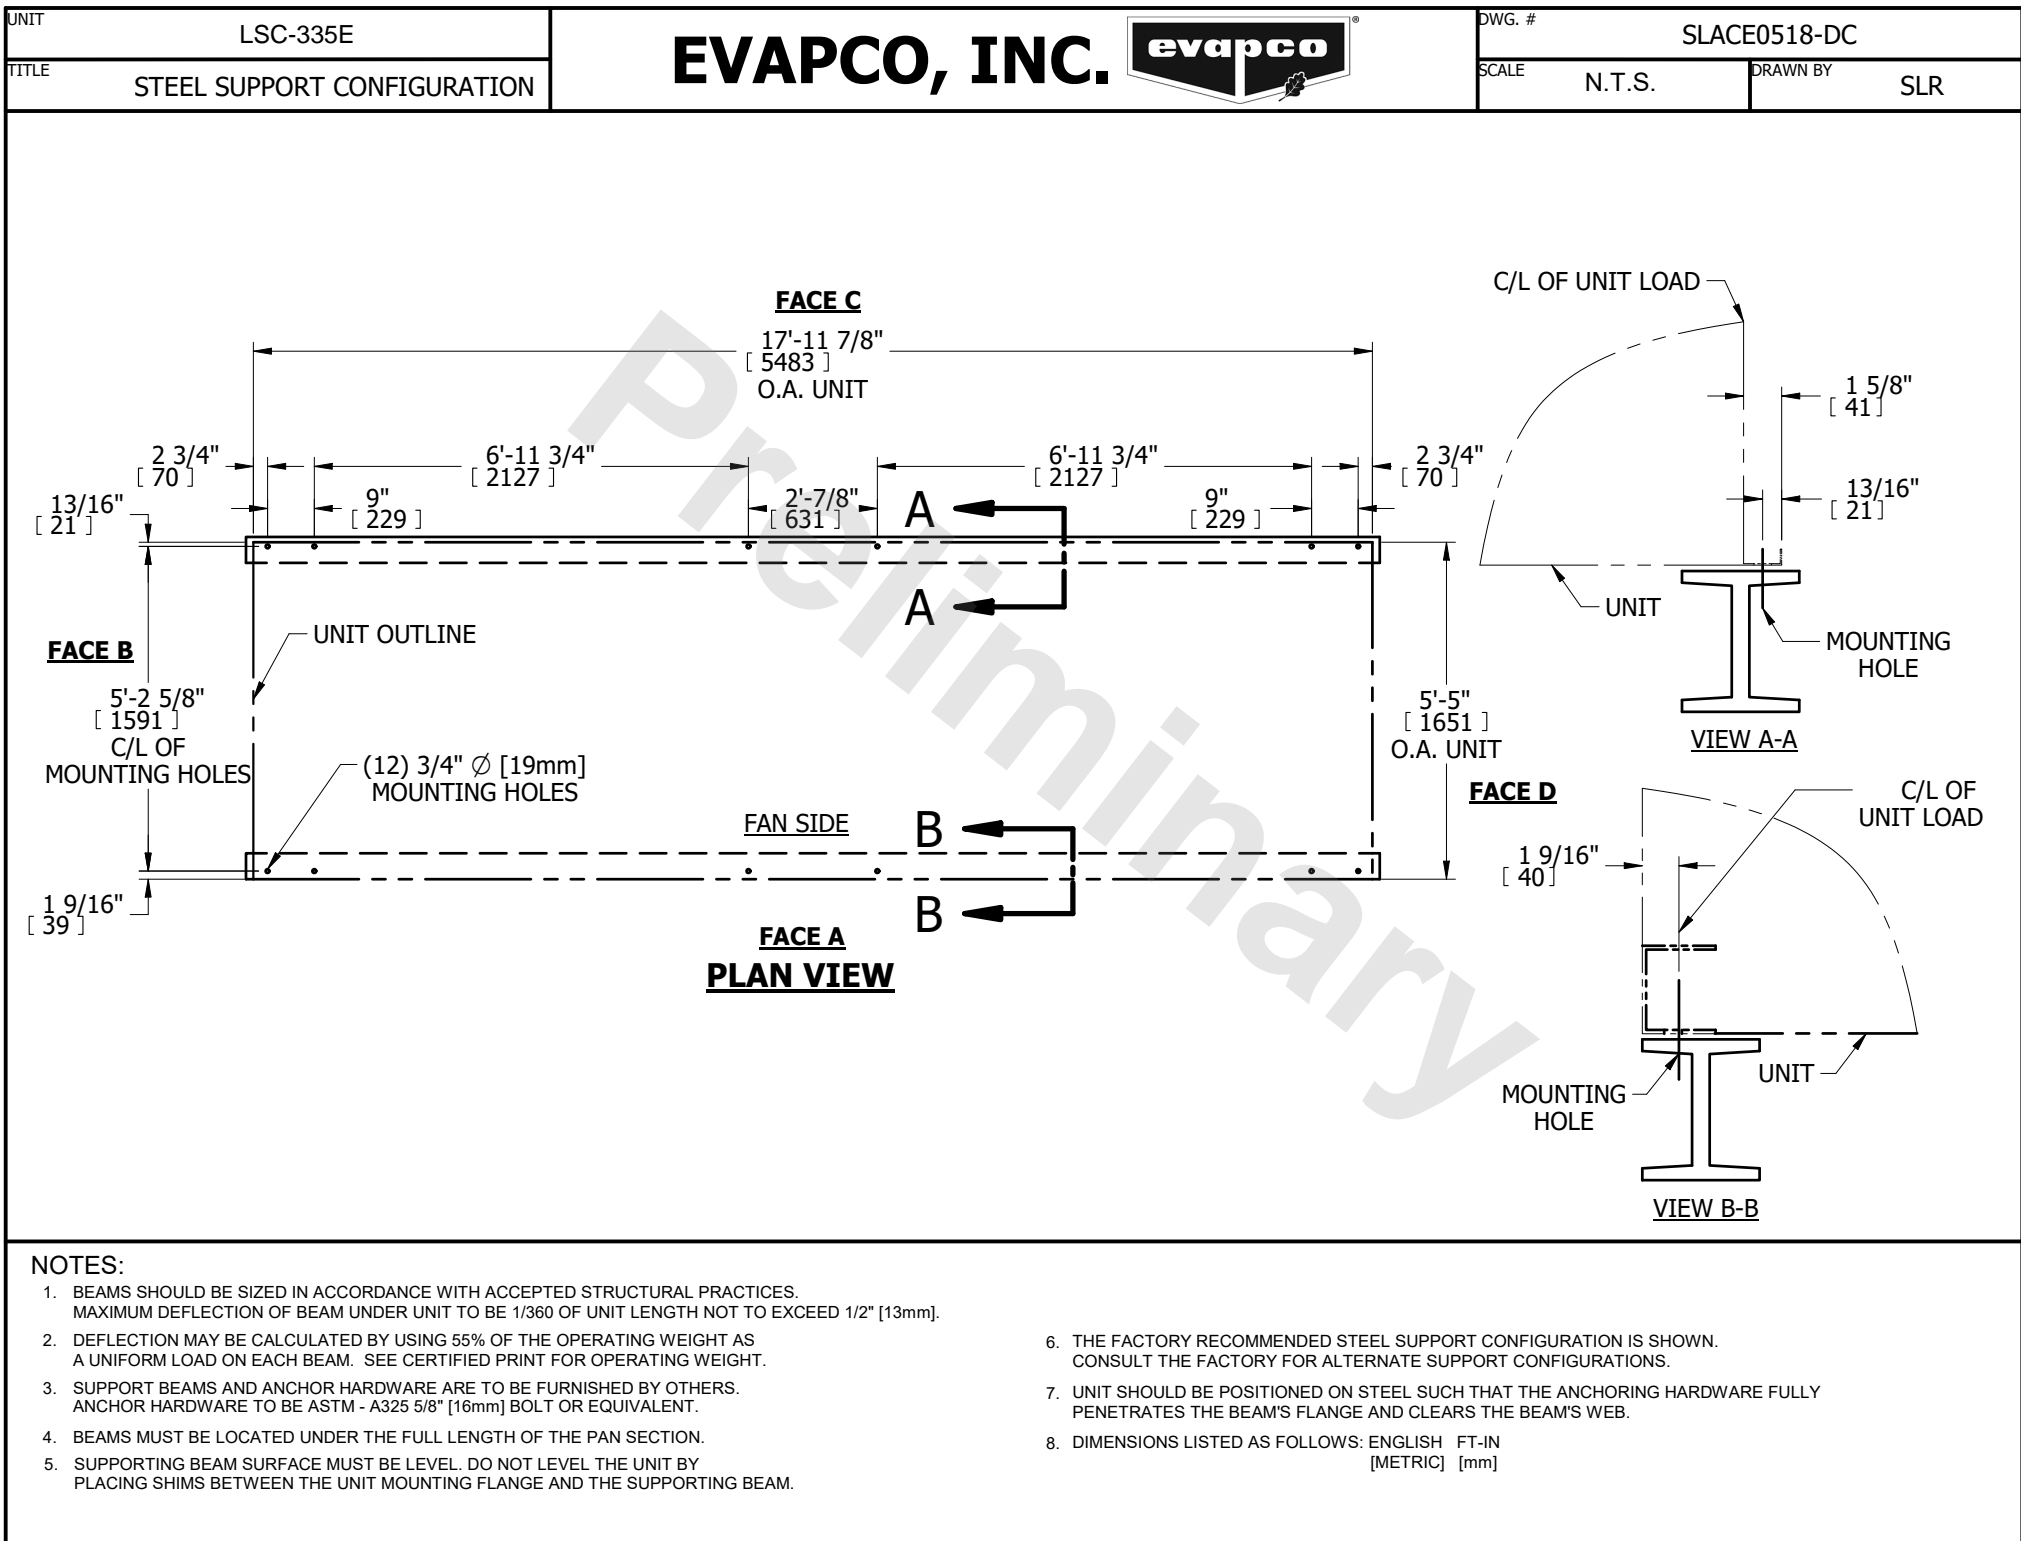 UNIT
LSC-335E
TITLE
STEEL SUPPORT CONFIGURATION
EVAPCO, INC.
evapco
®
DWG. #
SLACE0518-DC
SCALE
N.T.S.
DRAWN BY
SLR
FACE C
17'-11 7/8"
[ 5483 ]
O.A. UNIT
2 3/4"
[ 70 ]
6'-11 3/4"
[ 2127 ]
6'-11 3/4"
[ 2127 ]
2 3/4"
[ 70 ]
13/16"
[ 21 ]
9"
[ 229 ]
2'-7/8"
[ 631 ]
9"
[ 229 ]
A
A
FACE B
UNIT OUTLINE
5'-2 5/8"
[ 1591 ]
C/L OF
MOUNTING HOLES
(12) 3/4" ∅ [19mm]
MOUNTING HOLES
5'-5"
[ 1651 ]
O.A. UNIT
FACE D
FAN SIDE
B
B
1 9/16"
[ 39 ]
FACE A
PLAN VIEW
Preliminary
C/L OF UNIT LOAD
1 5/8"
[ 41 ]
13/16"
[ 21 ]
UNIT
MOUNTING
HOLE
VIEW A-A
C/L OF
UNIT LOAD
1 9/16"
[ 40 ]
UNIT
MOUNTING
HOLE
VIEW B-B
NOTES:
1. BEAMS SHOULD BE SIZED IN ACCORDANCE WITH ACCEPTED STRUCTURAL PRACTICES.
MAXIMUM DEFLECTION OF BEAM UNDER UNIT TO BE 1/360 OF UNIT LENGTH NOT TO EXCEED 1/2" [13mm].
2. DEFLECTION MAY BE CALCULATED BY USING 55% OF THE OPERATING WEIGHT AS
A UNIFORM LOAD ON EACH BEAM. SEE CERTIFIED PRINT FOR OPERATING WEIGHT.
3. SUPPORT BEAMS AND ANCHOR HARDWARE ARE TO BE FURNISHED BY OTHERS.
ANCHOR HARDWARE TO BE ASTM - A325 5/8" [16mm] BOLT OR EQUIVALENT.
4. BEAMS MUST BE LOCATED UNDER THE FULL LENGTH OF THE PAN SECTION.
5. SUPPORTING BEAM SURFACE MUST BE LEVEL. DO NOT LEVEL THE UNIT BY
PLACING SHIMS BETWEEN THE UNIT MOUNTING FLANGE AND THE SUPPORTING BEAM.
6. THE FACTORY RECOMMENDED STEEL SUPPORT CONFIGURATION IS SHOWN.
CONSULT THE FACTORY FOR ALTERNATE SUPPORT CONFIGURATIONS.
7. UNIT SHOULD BE POSITIONED ON STEEL SUCH THAT THE ANCHORING HARDWARE FULLY
PENETRATES THE BEAM'S FLANGE AND CLEARS THE BEAM'S WEB.
8. DIMENSIONS LISTED AS FOLLOWS: ENGLISH FT-IN
[METRIC] [mm]